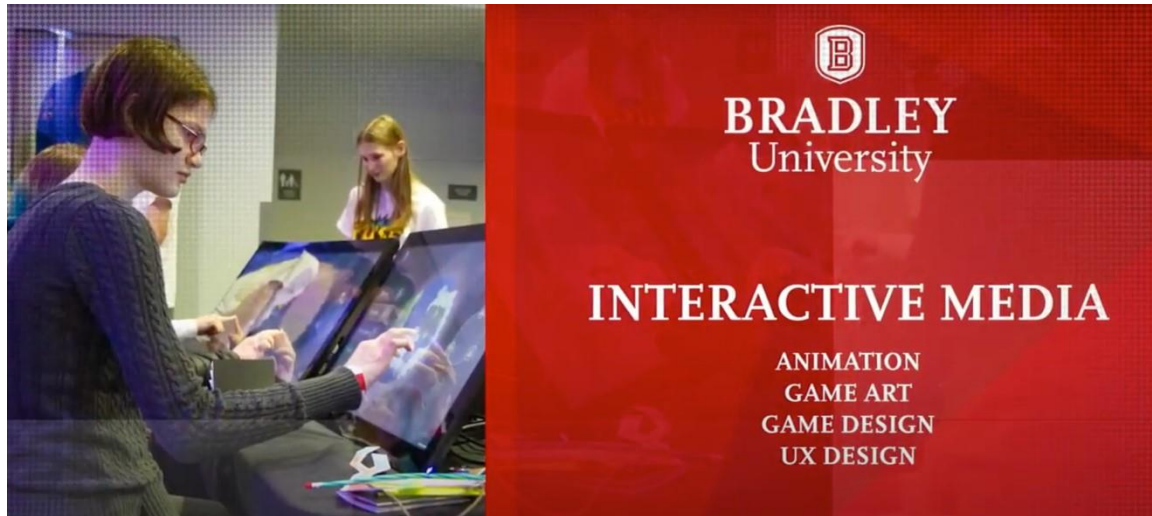 B
BRADLEY
University
INTERACTIVE MEDIA
ANIMATION
GAME ART
GAME DESIGN
UX DESIGN